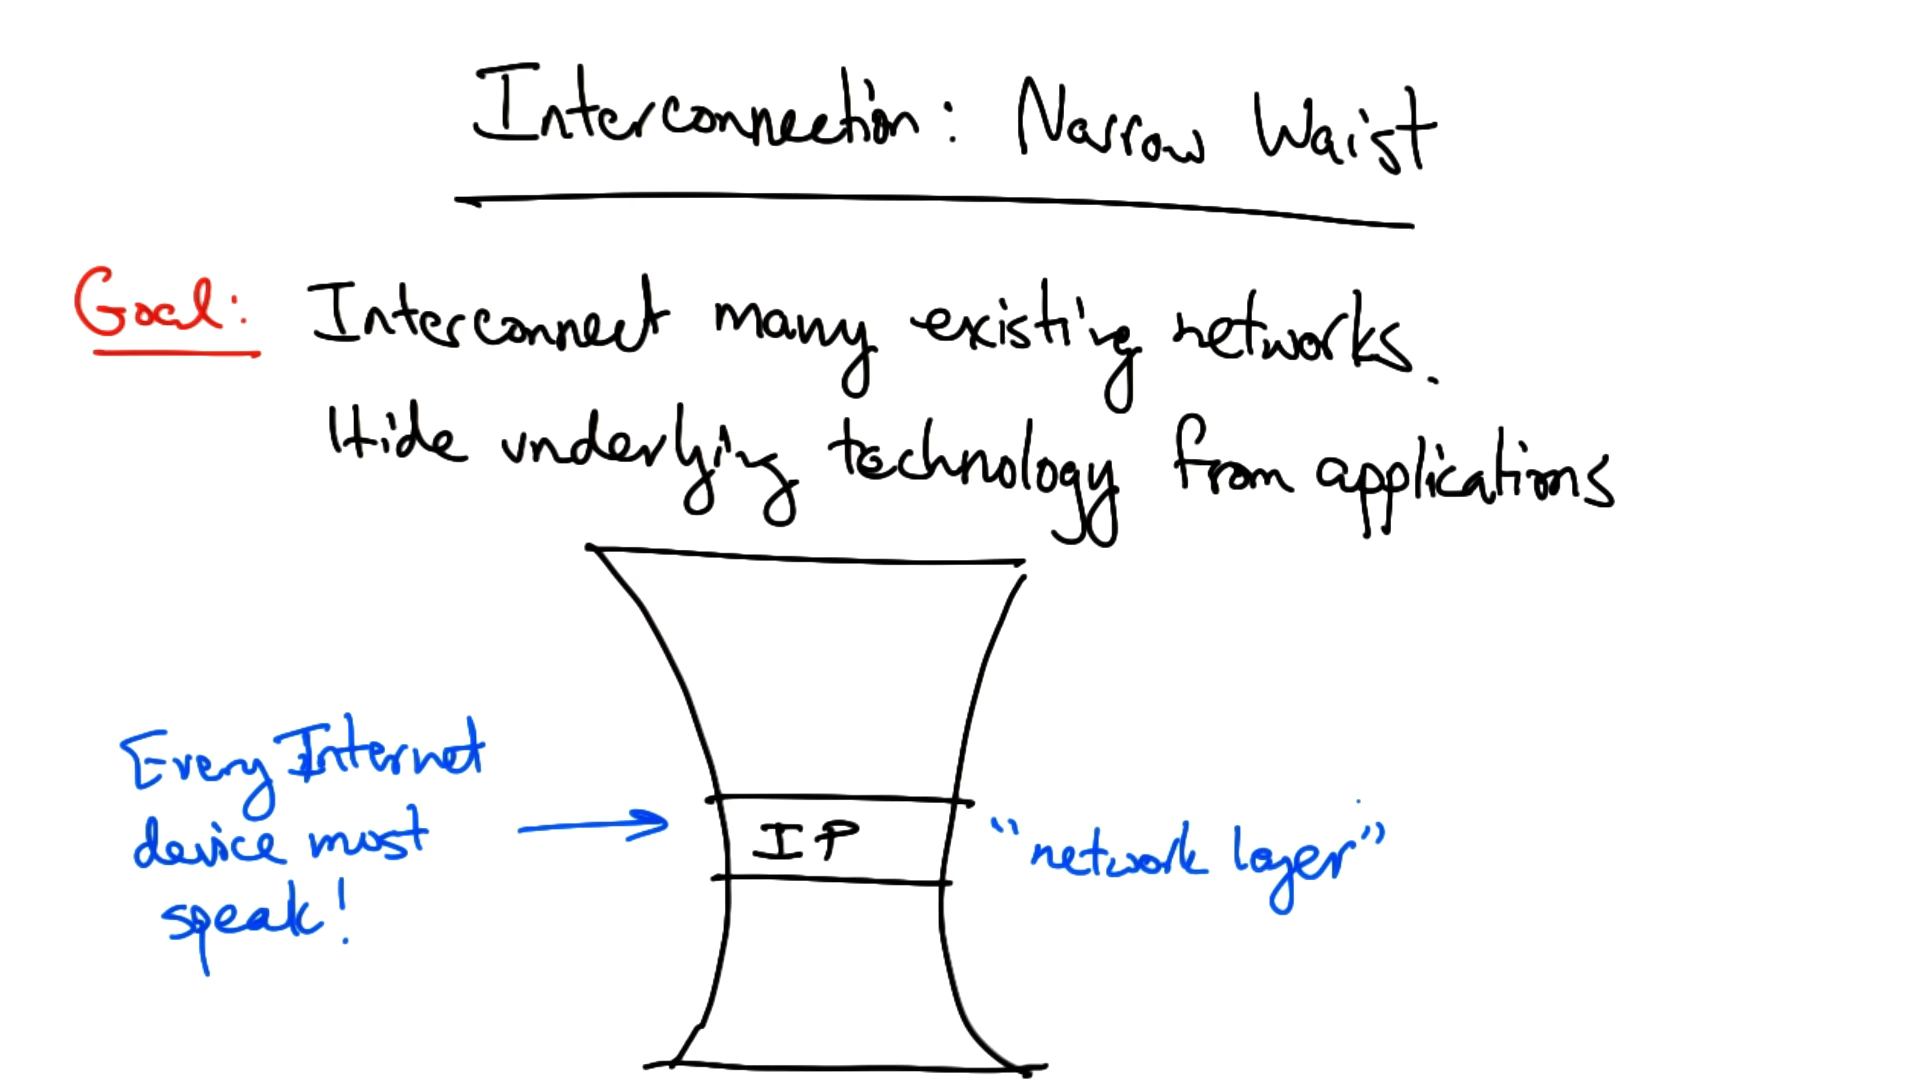 Interconnection: Narrow Waist
Goal: Interconnect many existing networks.
Hide underlying technology from applications
Every Internet
device must
speak!
IP
"network layer"